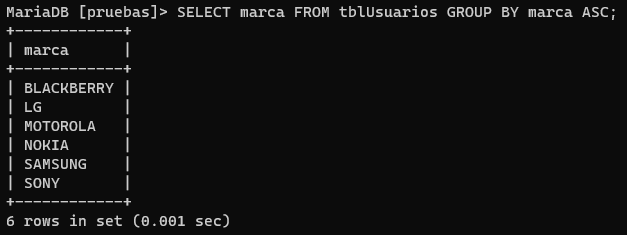 MariaDB [pruebas]> SELECT marca FROM tblUsuarios GROUP BY marca ASC;
+------------+
| marca      |
+------------+
| BLACKBERRY |
| LG         |
| MOTOROLA   |
| NOKIA      |
| SAMSUNG    |
| SONY       |
+------------+
6 rows in set (0.001 sec)